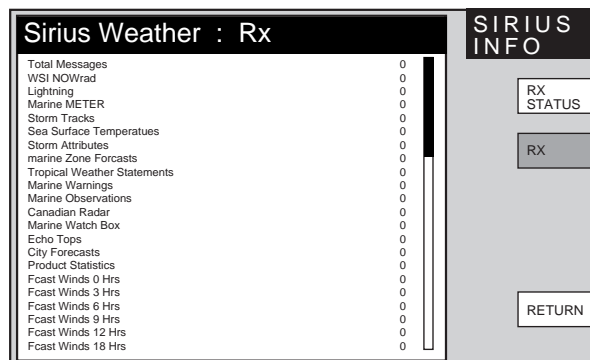 Sirius Weather : Rx
Total Messages 0
WSI NOWrad 0
Lightning 0
Marine METER 0
Storm Tracks 0
Sea Surface Temperatues 0
Storm Attributes 0
marine Zone Forcasts 0
Tropical Weather Statements 0
Marine Warnings 0
Marine Observations 0
Canadian Radar 0
Marine Watch Box 0
Echo Tops 0
City Forecasts 0
Product Statistics 0
Fcast Winds 0 Hrs 0
Fcast Winds 3 Hrs 0
Fcast Winds 6 Hrs 0
Fcast Winds 9 Hrs 0
Fcast Winds 12 Hrs 0
Fcast Winds 18 Hrs 0
SIRIUS
INFO
RX
STATUS
RX
RETURN